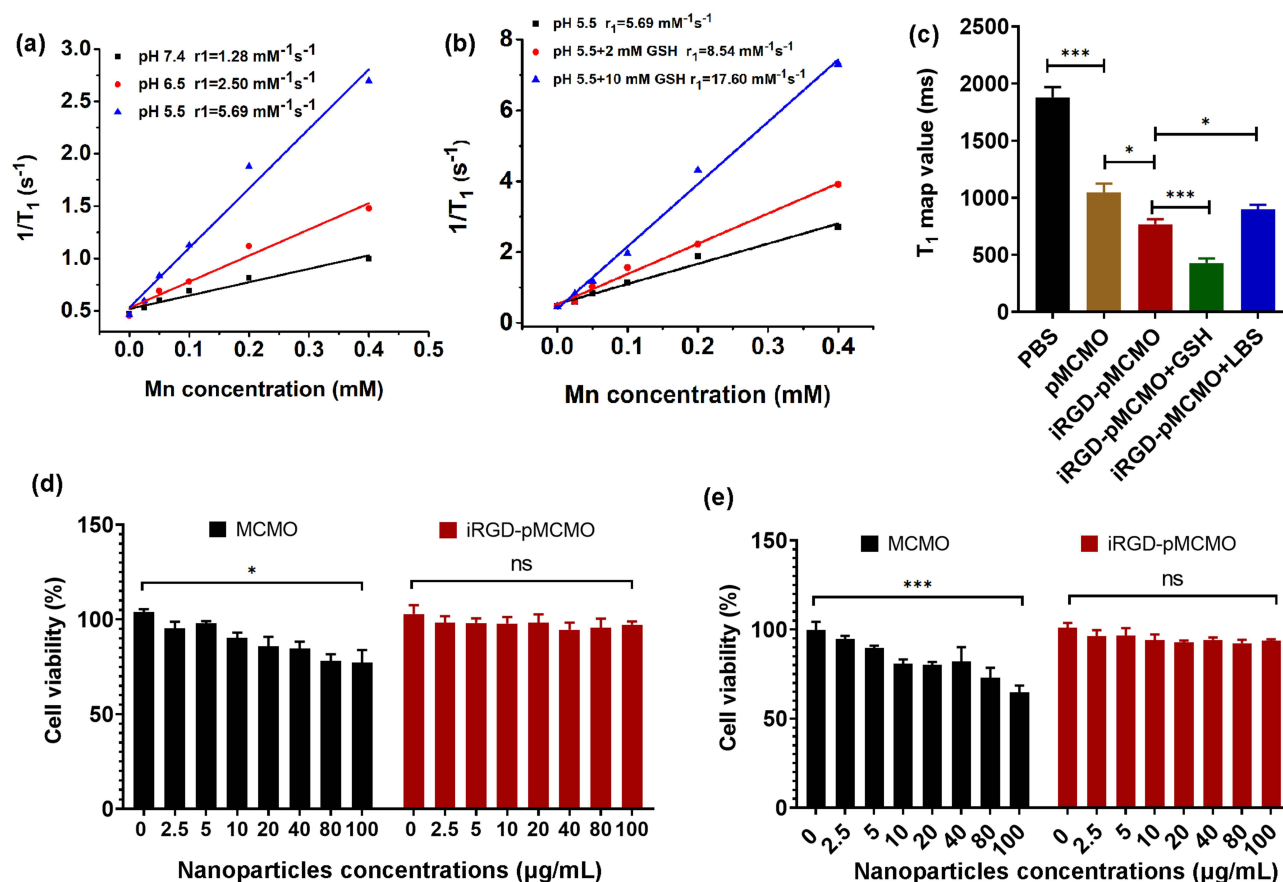 (a)
pH 7.4 r1=1.28 mM⁻¹s⁻¹
pH 6.5 r1=2.50 mM⁻¹s⁻¹
pH 5.5 r1=5.69 mM⁻¹s⁻¹
3.0
2.5
2.0
1.5
1.0
0.5
1/T₁ (s⁻¹)
0.0 0.1 0.2 0.3 0.4 0.5
Mn concentration (mM)
(b)
pH 5.5 r₁=5.69 mM⁻¹s⁻¹
pH 5.5+2 mM GSH r₁=8.54 mM⁻¹s⁻¹
pH 5.5+10 mM GSH r₁=17.60 mM⁻¹s⁻¹
8
6
4
2
0
1/T₁ (s⁻¹)
0.0 0.1 0.2 0.3 0.4
Mn concentration (mM)
(c)
2500
2000
1500
1000
500
0
T₁ map value (ms)
***
*
*
***
PBS
pMCMO
iRGD-pMCMO
iRGD-pMCMO+GSH
iRGD-pMCMO+LBS
(d)
MCMO
iRGD-pMCMO
*
ns
150
100
50
0
Cell viability (%)
0 2.5 5 10 20 40 80 100
0 2.5 5 10 20 40 80 100
Nanoparticles concentrations (µg/mL)
(e)
MCMO
iRGD-pMCMO
***
ns
150
100
50
0
Cell viability (%)
0 2.5 5 10 20 40 80 100
0 2.5 5 10 20 40 80 100
Nanoparticles concentrations (µg/mL)